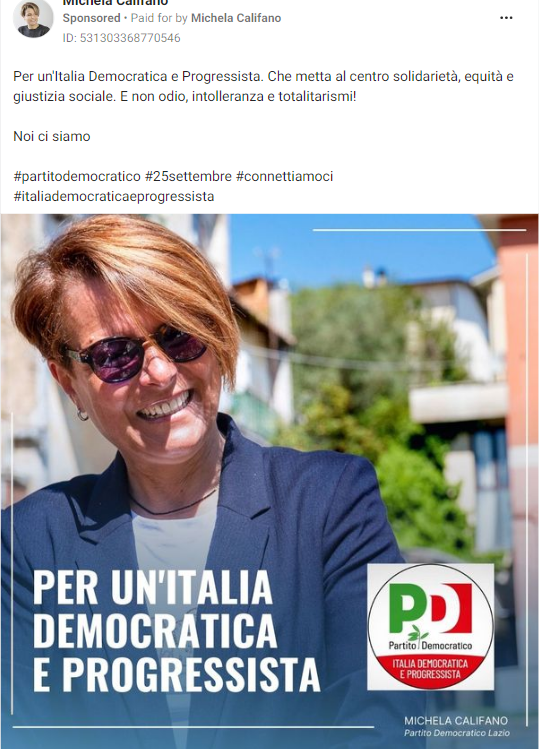 Michela Califano
Sponsored • Paid for by Michela Califano
ID: 531303368770546
Per un'Italia Democratica e Progressista. Che metta al centro solidarietà, equità e
giustizia sociale. E non odio, intolleranza e totalitarismi!
Noi ci siamo
#partitodemocratico #25settembre #connettiamoci
#italiademocraticaeprogressista
PER UN'ITALIA
DEMOCRATICA
E PROGRESSISTA
PD
Partito Democratico
ITALIA DEMOCRATICA
E PROGRESSISTA
MICHELA CALIFANO
Partito Democratico Lazio